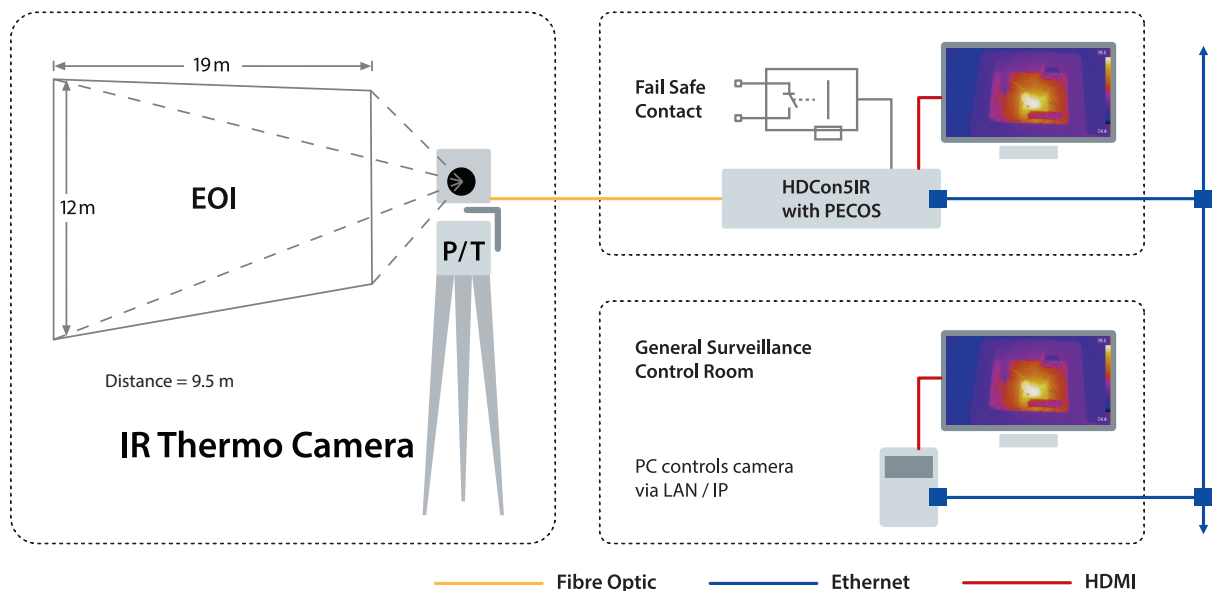 19 m
12 m
EOI
P/T
Distance = 9.5 m
IR Thermo Camera
Fail Safe
Contact
HDCon5IR
with PECOS
General Surveillance
Control Room
PC controls camera
via LAN / IP
Fibre Optic
Ethernet
HDMI